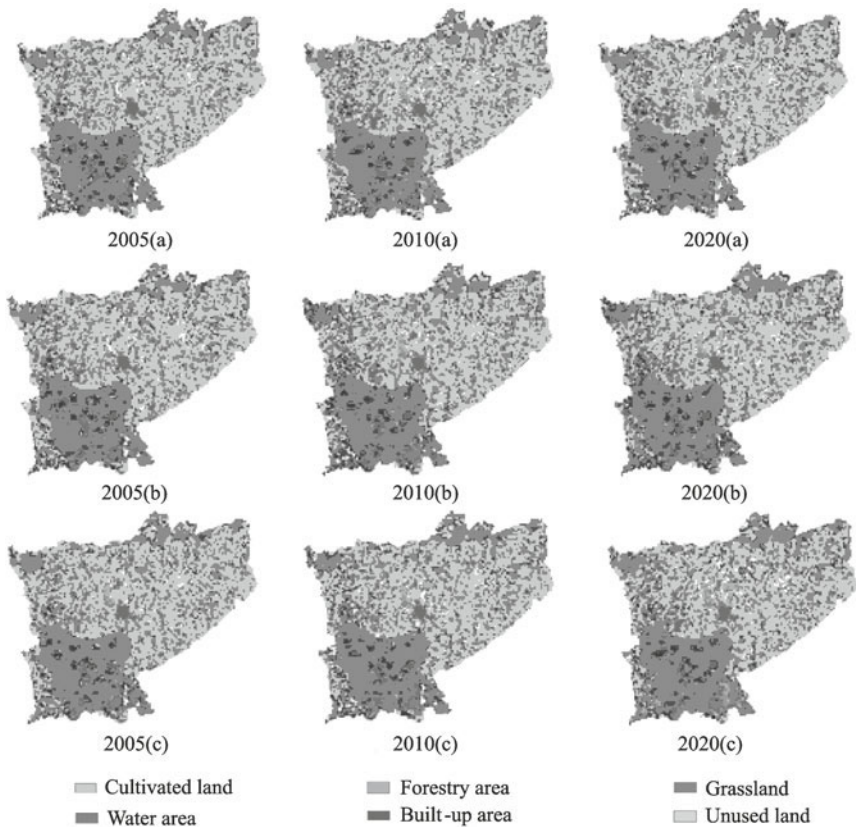 2005(a) 2010(a) 2020(a)
2005(b) 2010(b) 2020(b)
2005(c) 2010(c) 2020(c)
Cultivated land Forestry area Grassland
Water area Built-up area Unused land